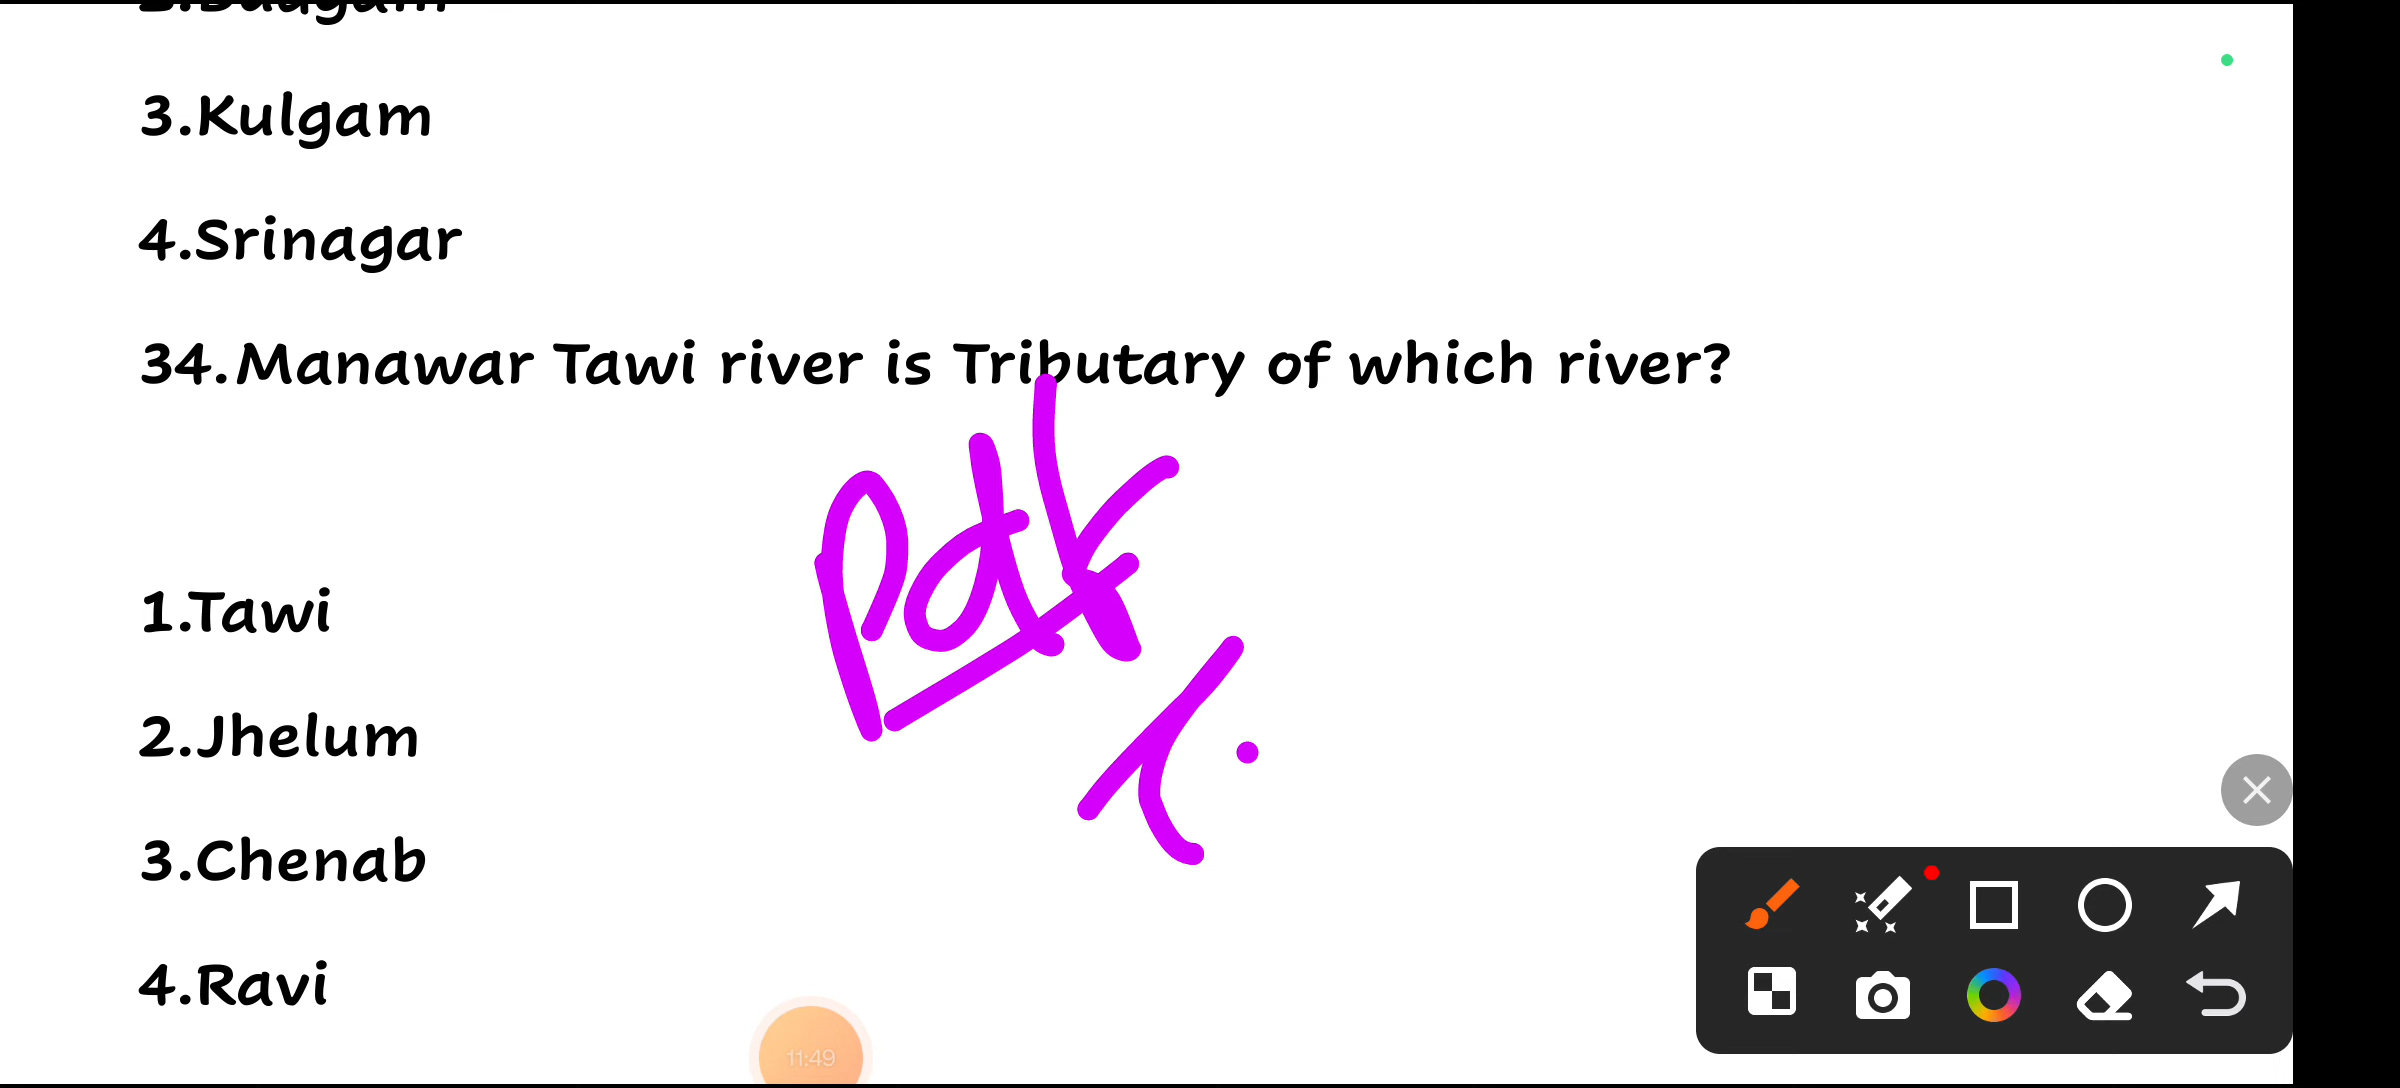 3.Kulgam
4.Srinagar
34.Manawar Tawi river is Tributary of which river?
1.Tawi
2.Jhelum
3.Chenab
4.Ravi
11:49